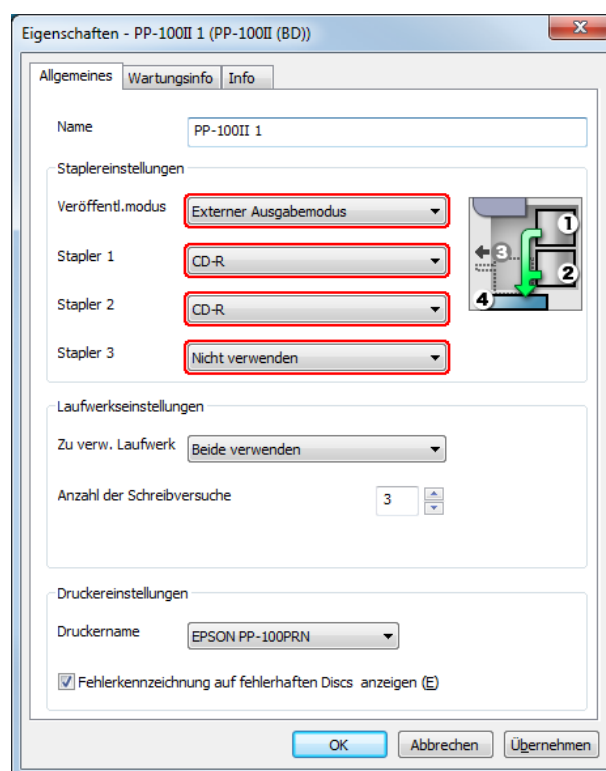 Eigenschaften - PP-100II 1 (PP-100II (BD))
Allgemeines Wartungsinfo Info
Name PP-100II 1
Staplereinstellungen
Veröffentl.modus Externer Ausgabemodus
Stapler 1 CD-R
Stapler 2 CD-R
Stapler 3 Nicht verwenden
1
3
2
4
Laufwerkseinstellungen
Zu verw. Laufwerk Beide verwenden
Anzahl der Schreibversuche 3
Druckereinstellungen
Druckername EPSON PP-100PRN
Fehlerkennzeichnung auf fehlerhaften Discs anzeigen (E)
OK Abbrechen Übernehmen